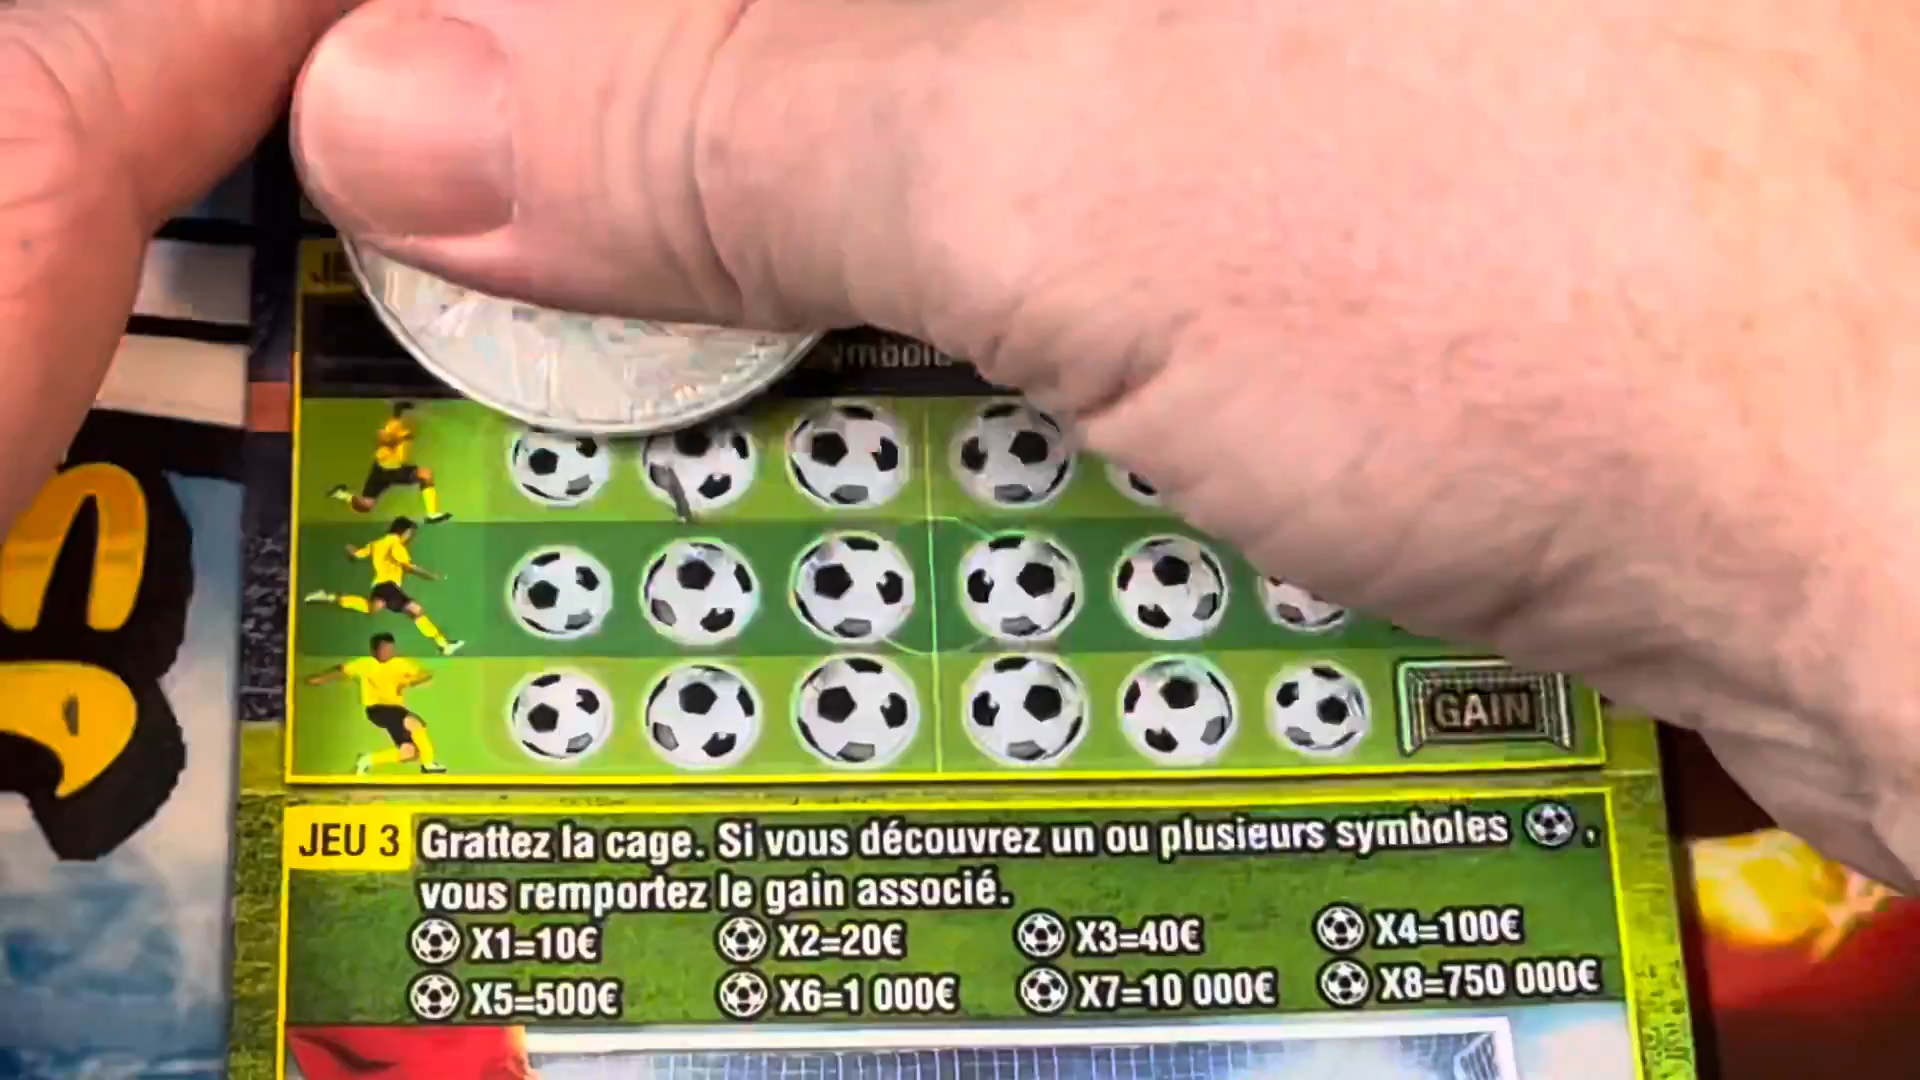 GAIN
JEU 3 Grattez la cage. Si vous découvrez un ou plusieurs symboles ,
vous remportez le gain associé.
X1=10€ X2=20€ X3=40€ X4=100€
X5=500€ X6=1 000€ X7=10 000€ X8=750 000€